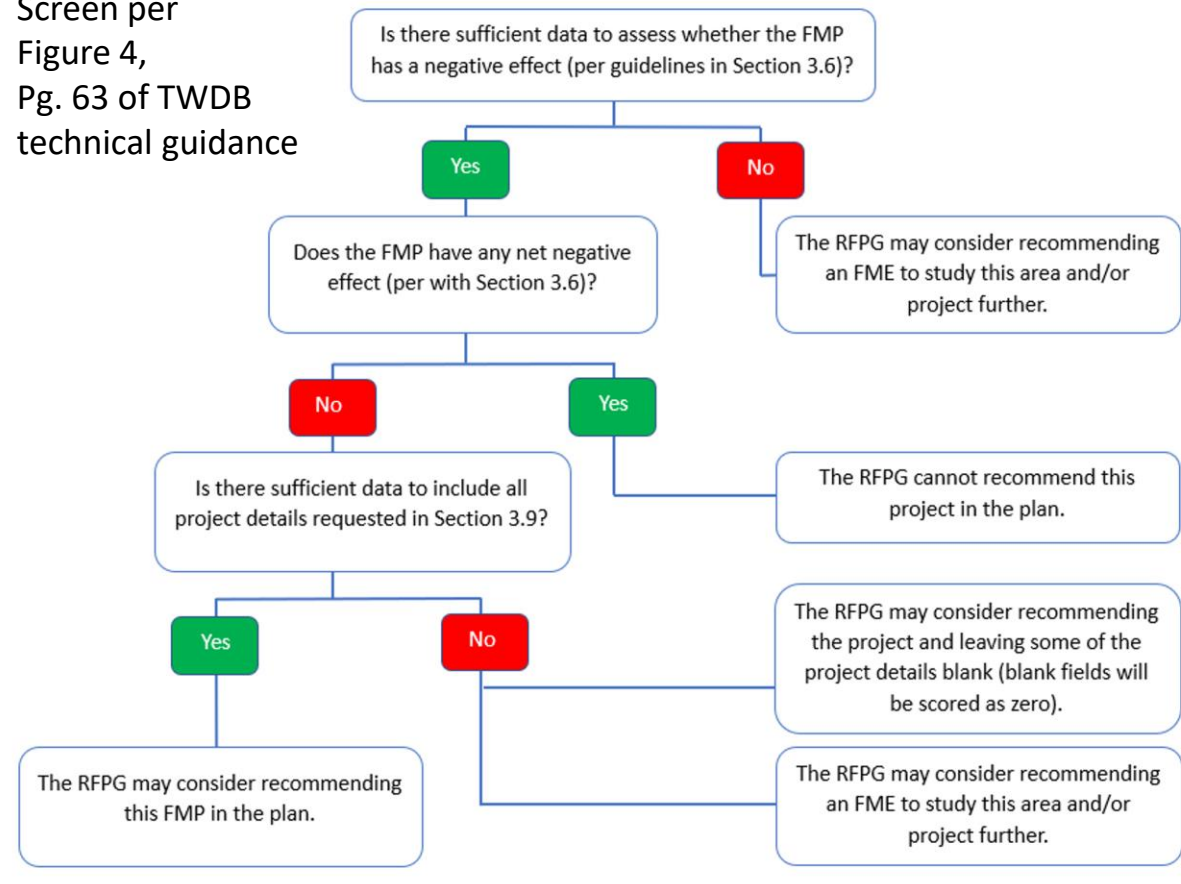 Screen per
Figure 4,
Pg. 63 of TWDB
technical guidance
Is there sufficient data to assess whether the FMP
has a negative effect (per guidelines in Section 3.6)?
Yes
No
Does the FMP have any net negative
effect (per with Section 3.6)?
The RFPG may consider recommending
an FME to study this area and/or
project further.
No
Yes
Is there sufficient data to include all
project details requested in Section 3.9?
The RFPG cannot recommend this
project in the plan.
Yes
No
The RFPG may consider recommending
the project and leaving some of the
project details blank (blank fields will
be scored as zero).
The RFPG may consider recommending
this FMP in the plan.
The RFPG may consider recommending
an FME to study this area and/or
project further.